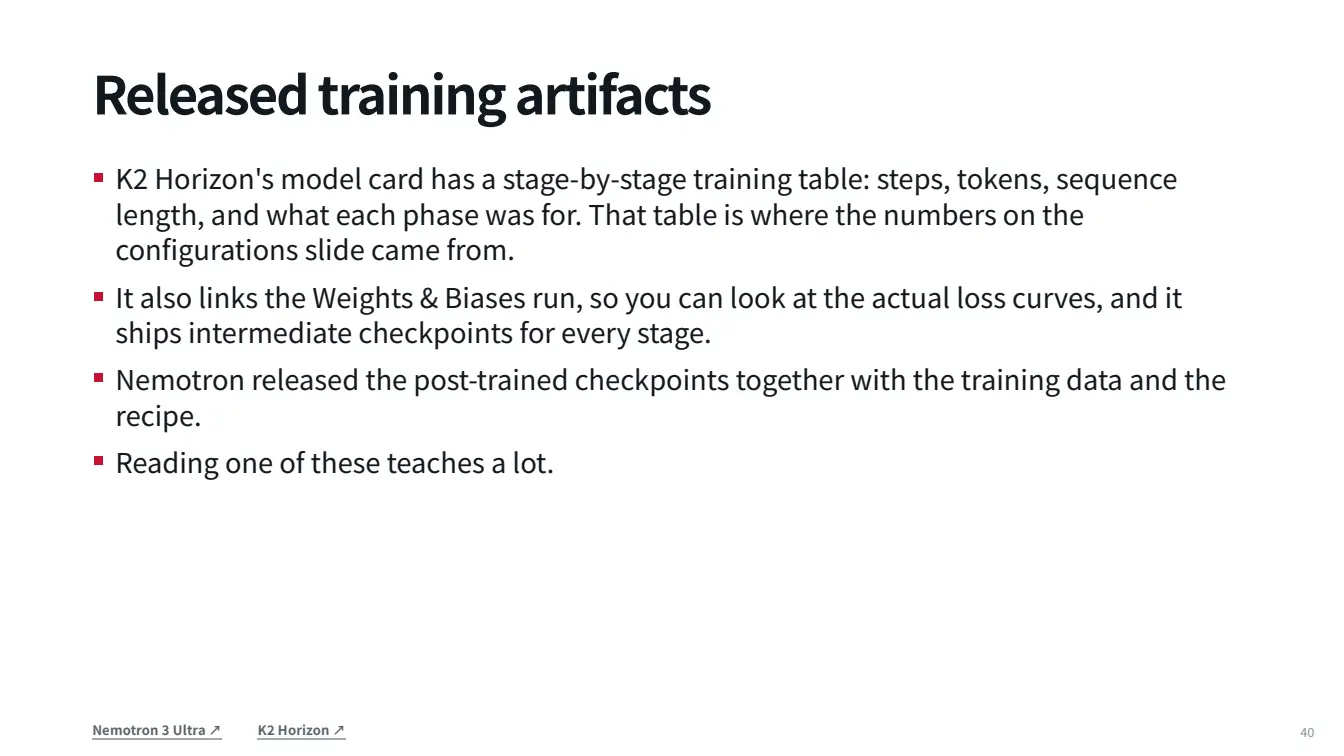 Released training artifacts
K2 Horizon's model card has a stage-by-stage training table: steps, tokens, sequence
length, and what each phase was for. That table is where the numbers on the
configurations slide came from.
It also links the Weights & Biases run, so you can look at the actual loss curves, and it
ships intermediate checkpoints for every stage.
Nemotron released the post-trained checkpoints together with the training data and the
recipe.
Reading one of these teaches a lot.
Nemotron 3 Ultra ↗ K2 Horizon ↗
40